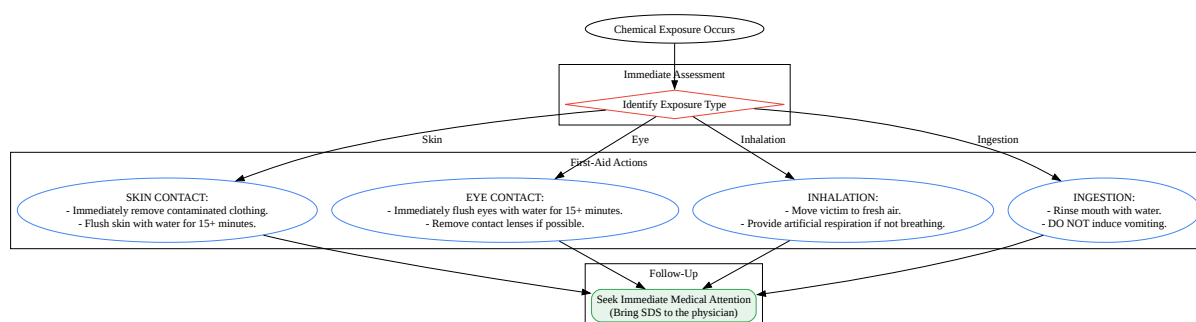 Chemical Exposure Occurs
Immediate Assessment
Identify Exposure Type
Skin
Eye
Inhalation
Ingestion
First-Aid Actions
SKIN CONTACT:
- Immediately remove contaminated clothing.
- Flush skin with water for 15+ minutes.
EYE CONTACT:
- Immediately flush eyes with water for 15+ minutes.
- Remove contact lenses if possible.
INHALATION:
- Move victim to fresh air.
- Provide artificial respiration if not breathing.
INGESTION:
- Rinse mouth with water.
- DO NOT induce vomiting.
Follow-Up
Seek Immediate Medical Attention
(Bring SDS to the physician)